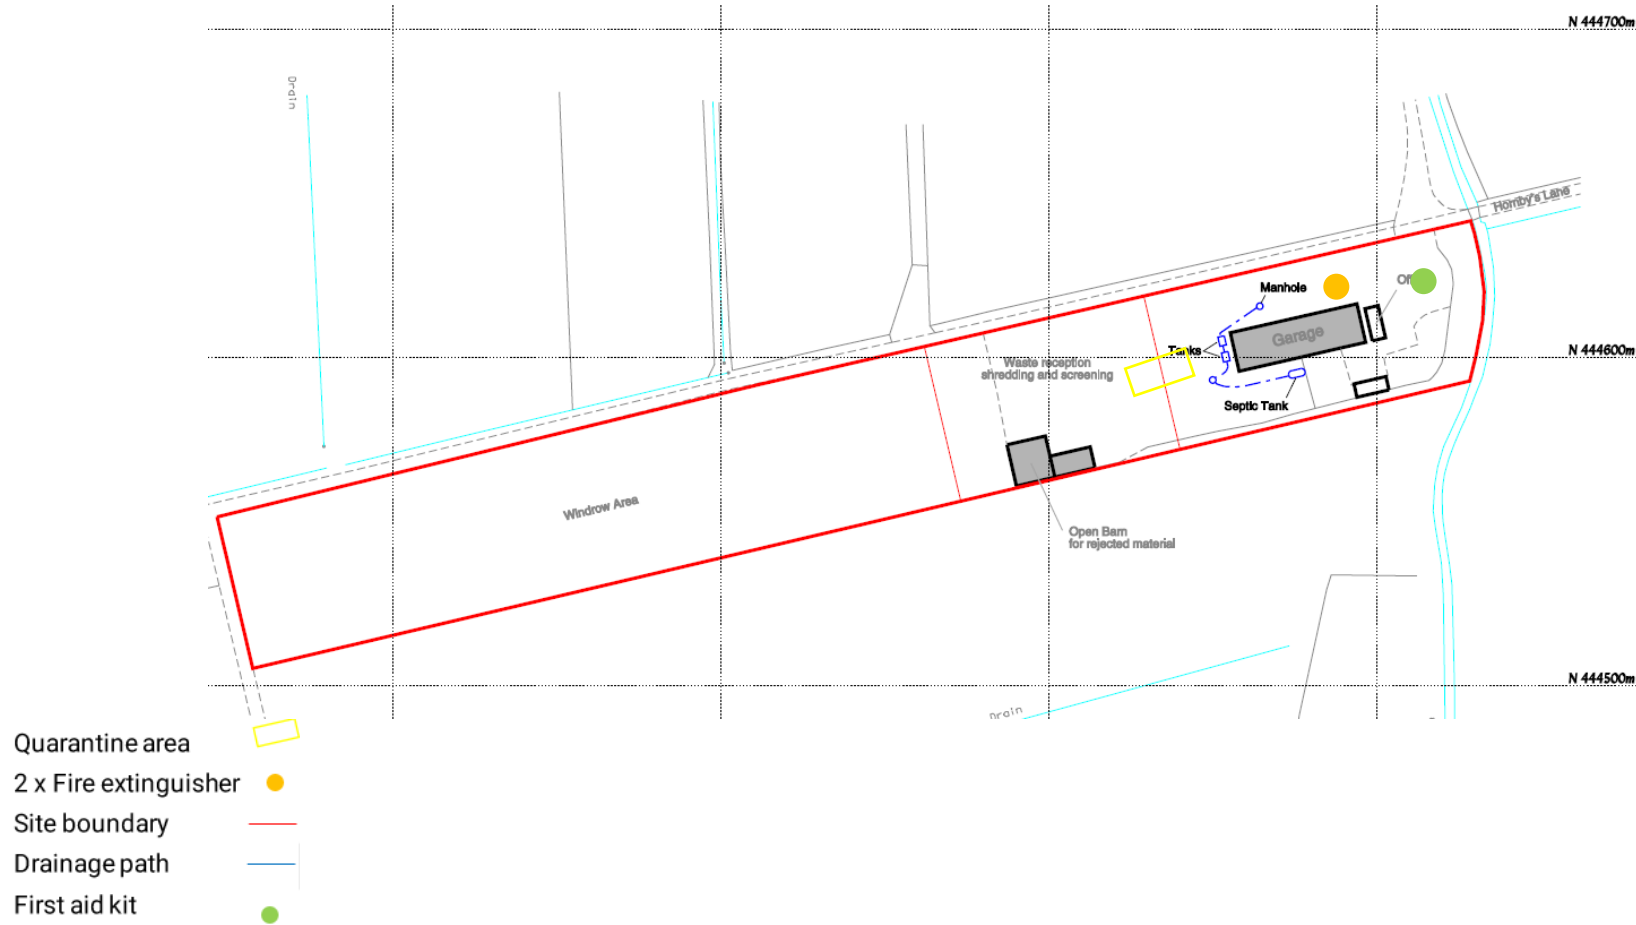 N 444700m
Drain
Hornby's Lane
Manhole
Garage
Tanks
N 444600m
Waste reception
shredding and screening
Septic Tank
Windrow Area
Open Barn
for rejected material
N 444500m
Drain
Quarantine area
2 x Fire extinguisher
Site boundary
Drainage path
First aid kit